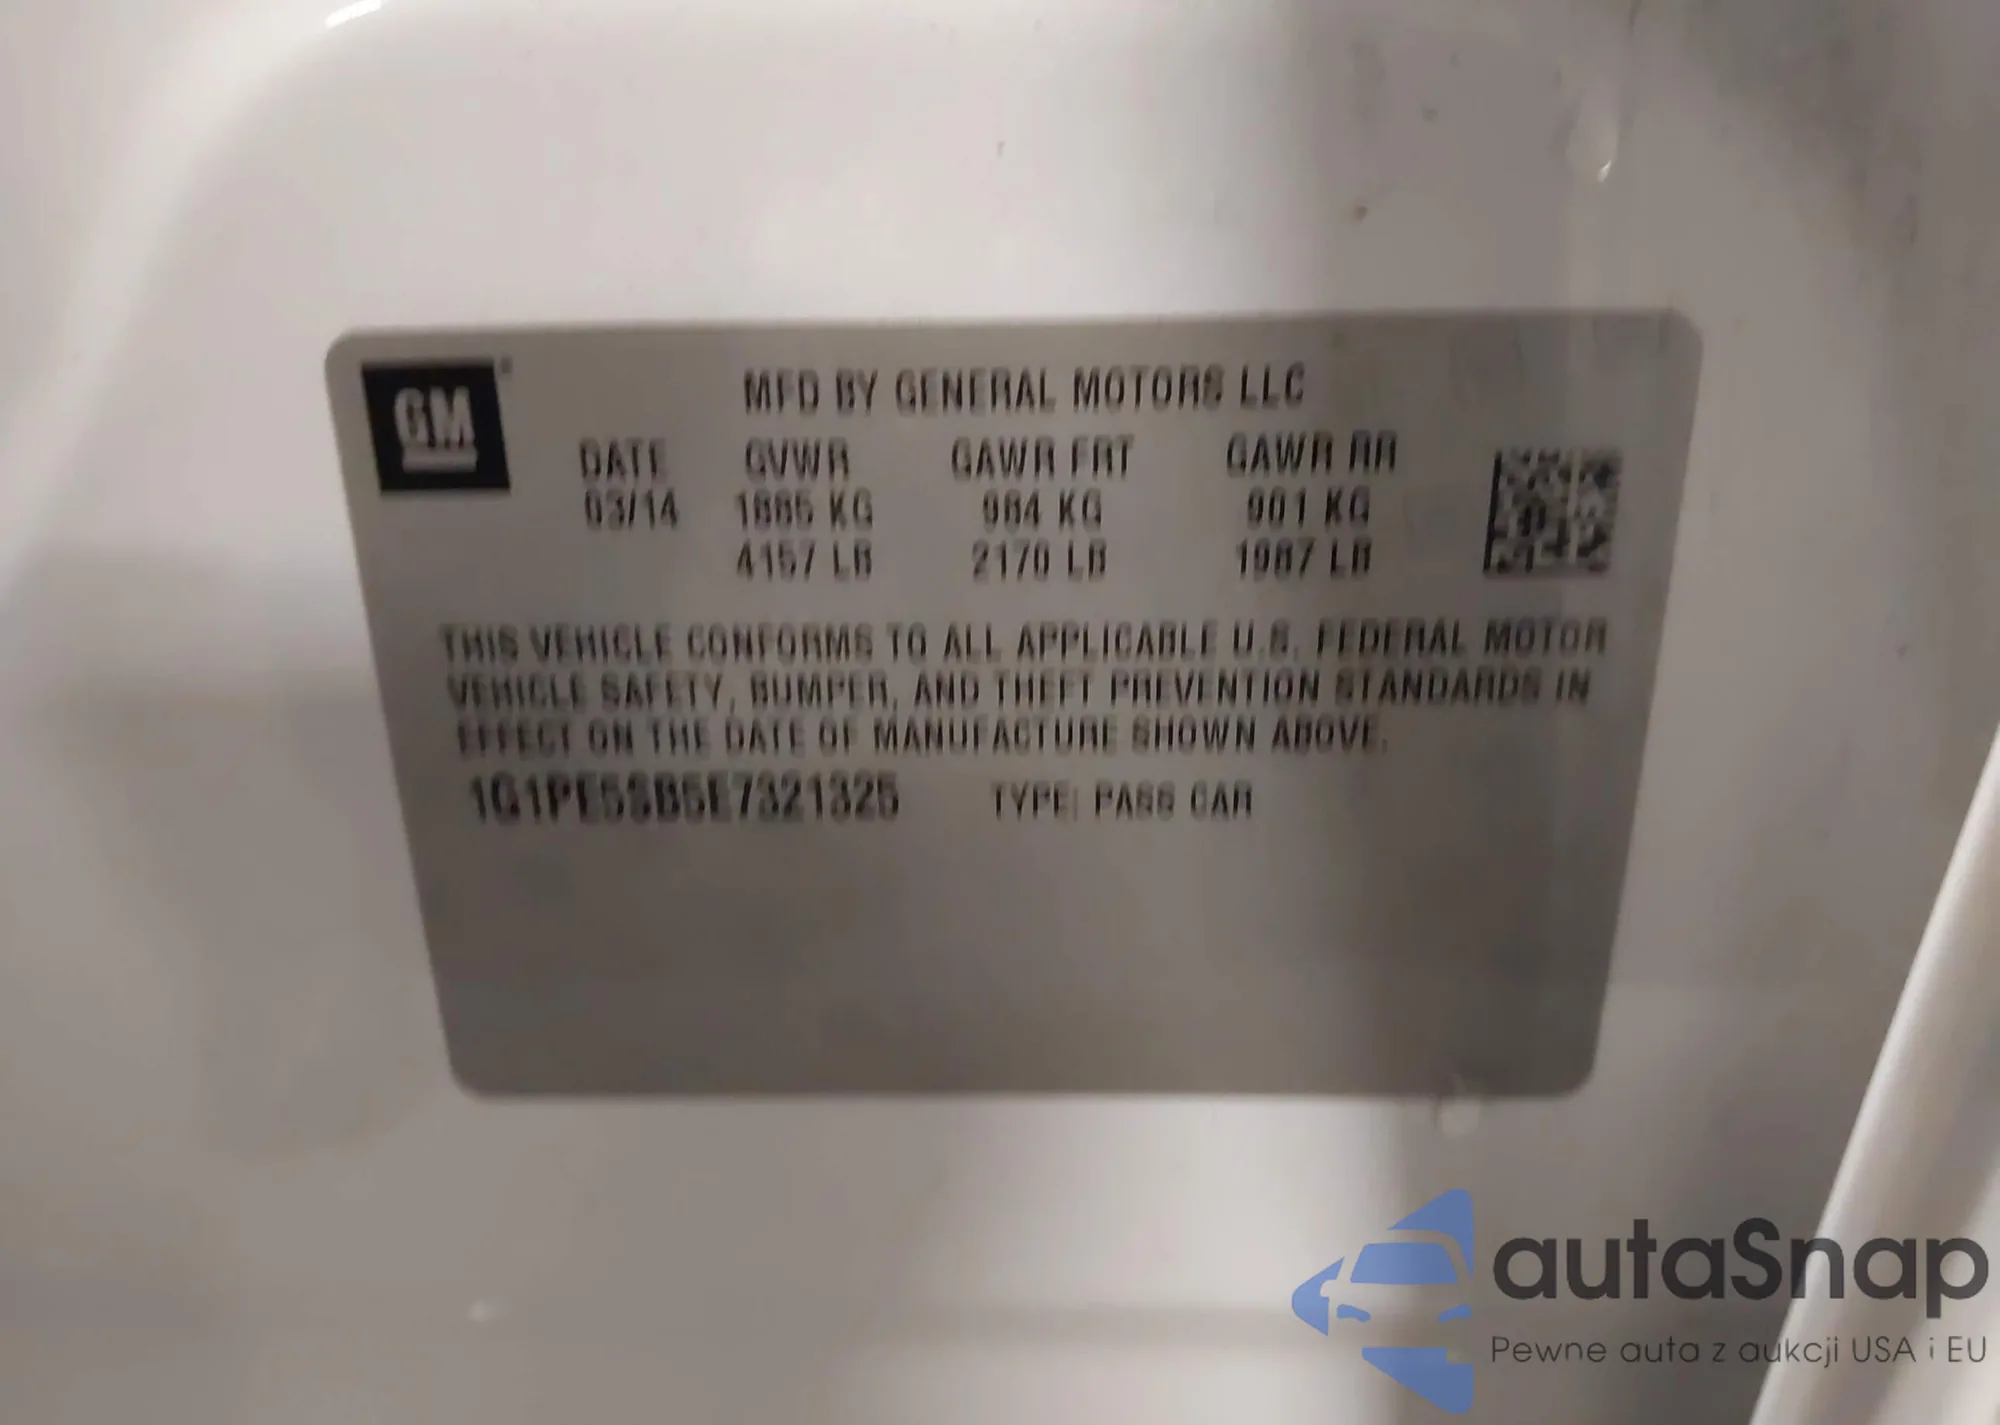 GM
MFD BY GENERAL MOTORS LLC
DATE GVWR GAWR FRT GAWR RR
03/14 1885 KG 984 KG 901 KG
4157 LB 2170 LB 1987 LB
THIS VEHICLE CONFORMS TO ALL APPLICABLE U.S. FEDERAL MOTOR
VEHICLE SAFETY, BUMPER, AND THEFT PREVENTION STANDARDS IN
EFFECT ON THE DATE OF MANUFACTURE SHOWN ABOVE.
1G1PE5SB5E7321325 TYPE: PASS CAR
autaSnap
Pewne auta z aukcji USA i EU